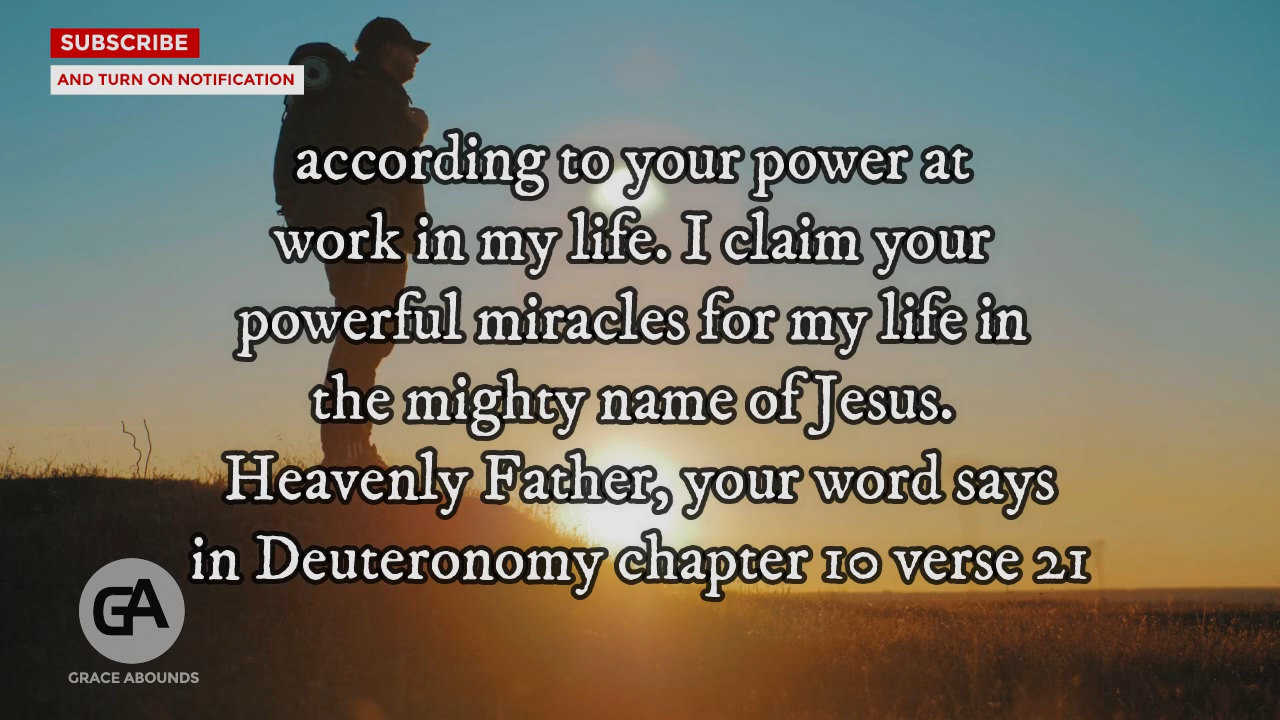 SUBSCRIBE
AND TURN ON NOTIFICATION
according to your power at
work in my life. I claim your
powerful miracles for my life in
the mighty name of Jesus.
Heavenly Father, your word says
in Deuteronomy chapter 10 verse 21
GA
GRACE ABOUNDS